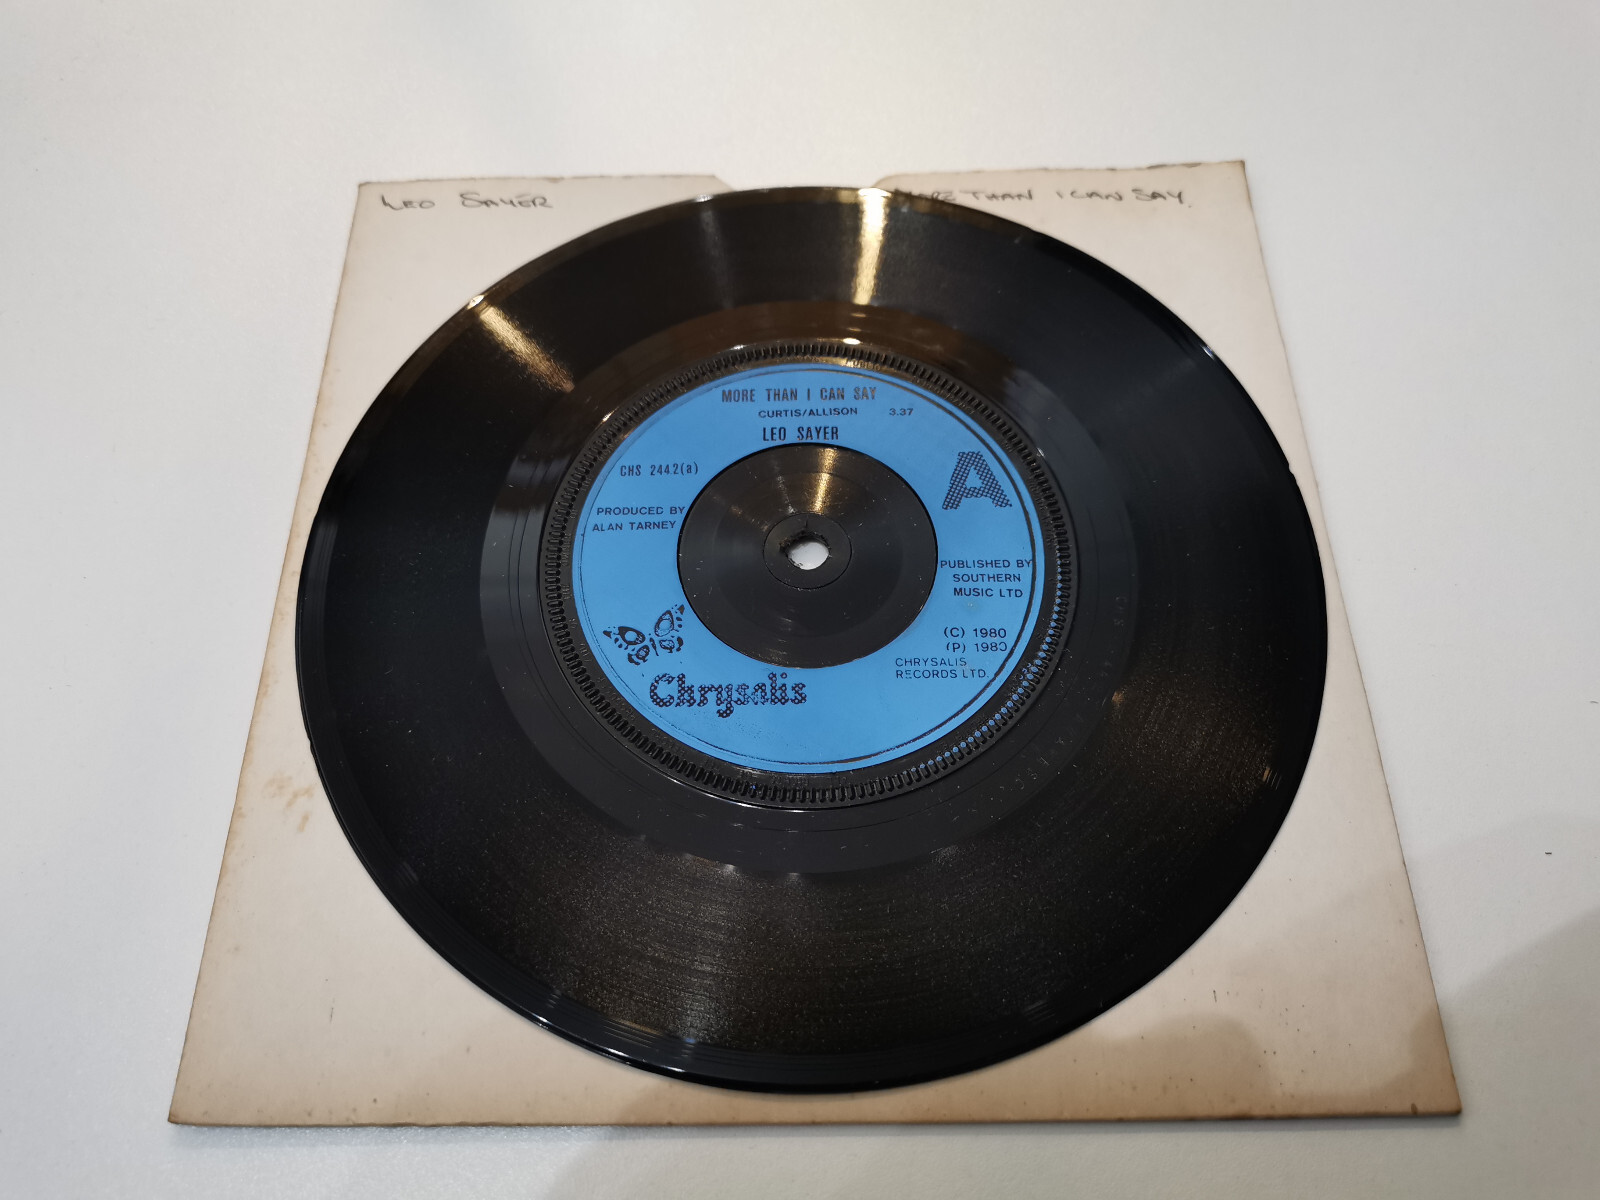 LEO SAYER
MORE THAN I CAN SAY.
MORE THAN I CAN SAY
CURTIS/ALLISON 3.37
LEO SAYER
CHS 2442(a)
A
PRODUCED BY
ALAN TARNEY
PUBLISHED BY
SOUTHERN
MUSIC LTD
(C) 1980
(P) 1980
CHRYSALIS
RECORDS LTD.
Chrysalis